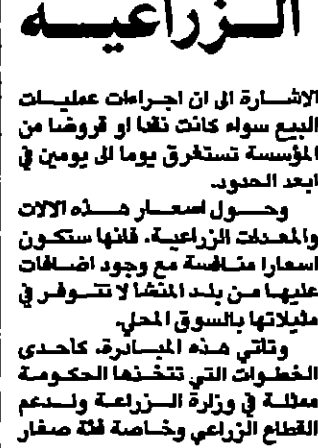 الزراعيه
الاشارة الى ان اجراءات عمليات
البيع سواء كانت نقدا او قروضا من
المؤسسة تستغرق يوما الى يومين في
ابعد الحدود.
وحول اسعار هذه الالات
والمعدات الزراعية، فانها ستكون
اسعارا منافسة مع وجود اضافات
عليها من بلد المنشأ لا تتوفر في
مثيلاتها بالسوق المحلي.
وتأتي هذه المبادرة، كاحدى
الخطوات التي تتخذها الحكومة
ممثلة في وزارة الزراعة ولدعم
القطاع الزراعي وخاصة فئة صغار